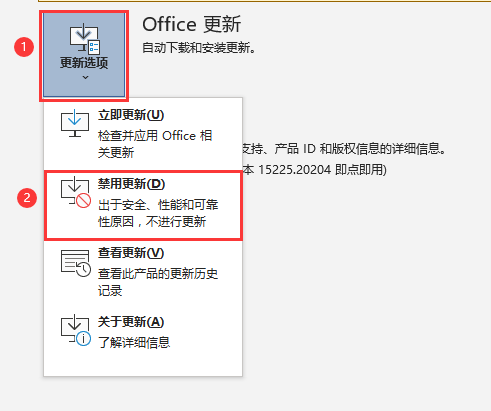 1
更新选项
Office 更新
自动下载和安装更新。
立即更新(U)
检查并应用 Office 相
关更新
支持、产品 ID 和版权信息的详细信息。
本 15225.20204 即点即用)
2
禁用更新(D)
出于安全、性能和可靠
性原因，不进行更新
查看更新(V)
查看此产品的更新历史
记录
关于更新(A)
了解详细信息